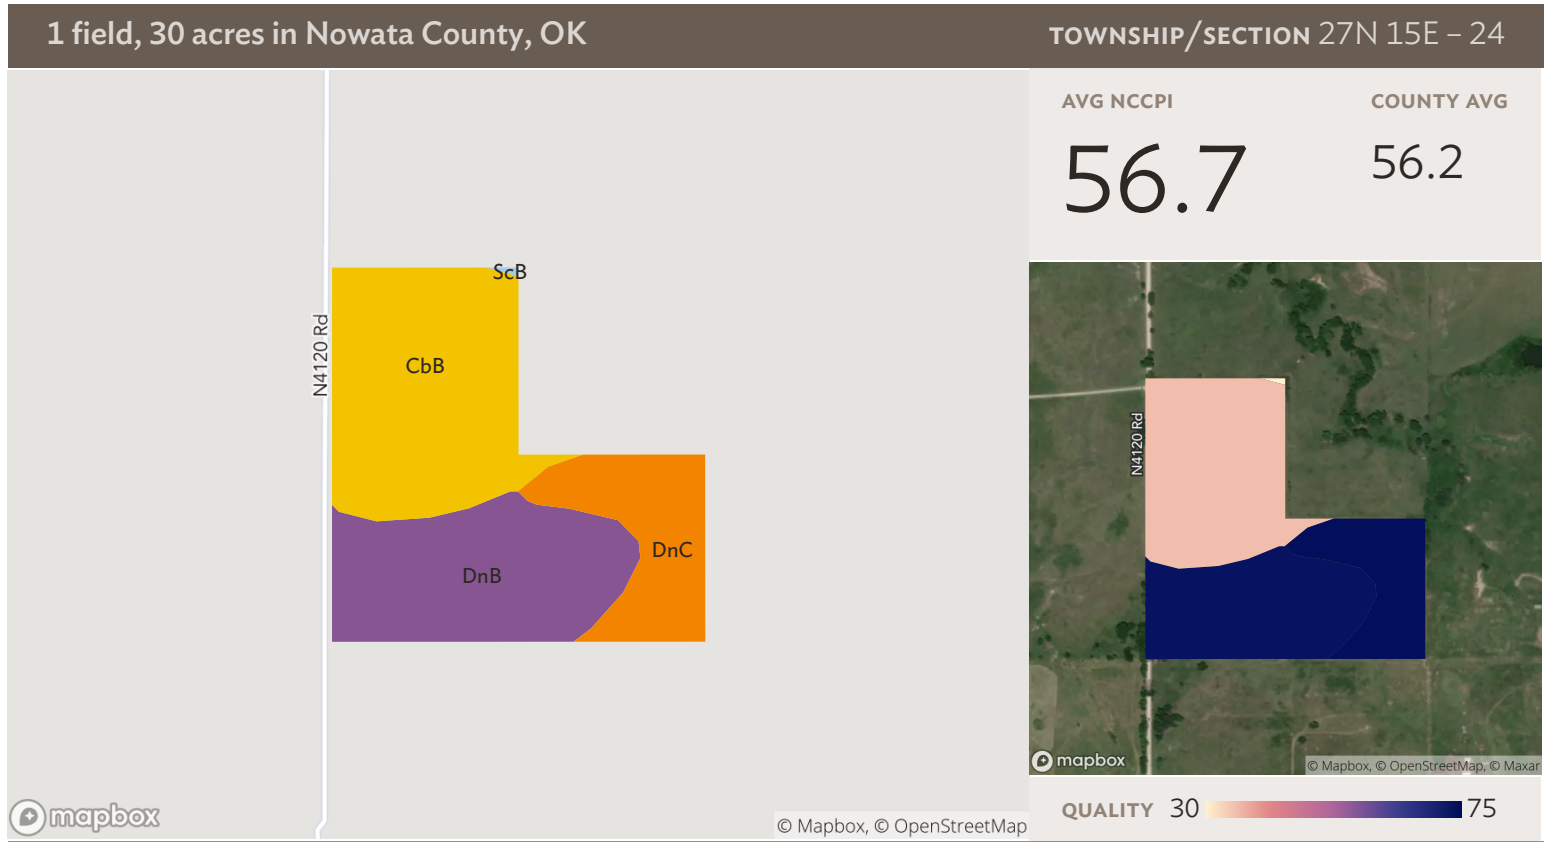 1 field, 30 acres in Nowata County, OK
TOWNSHIP/SECTION 27N 15E – 24
AVG NCCPI
COUNTY AVG
56.7
56.2
ScB
N4120 Rd
CbB
DnC
DnB
mapbox
© Mapbox, © OpenStreetMap
N4120 Rd
mapbox
© Mapbox, © OpenStreetMap, © Maxar
QUALITY 30 75